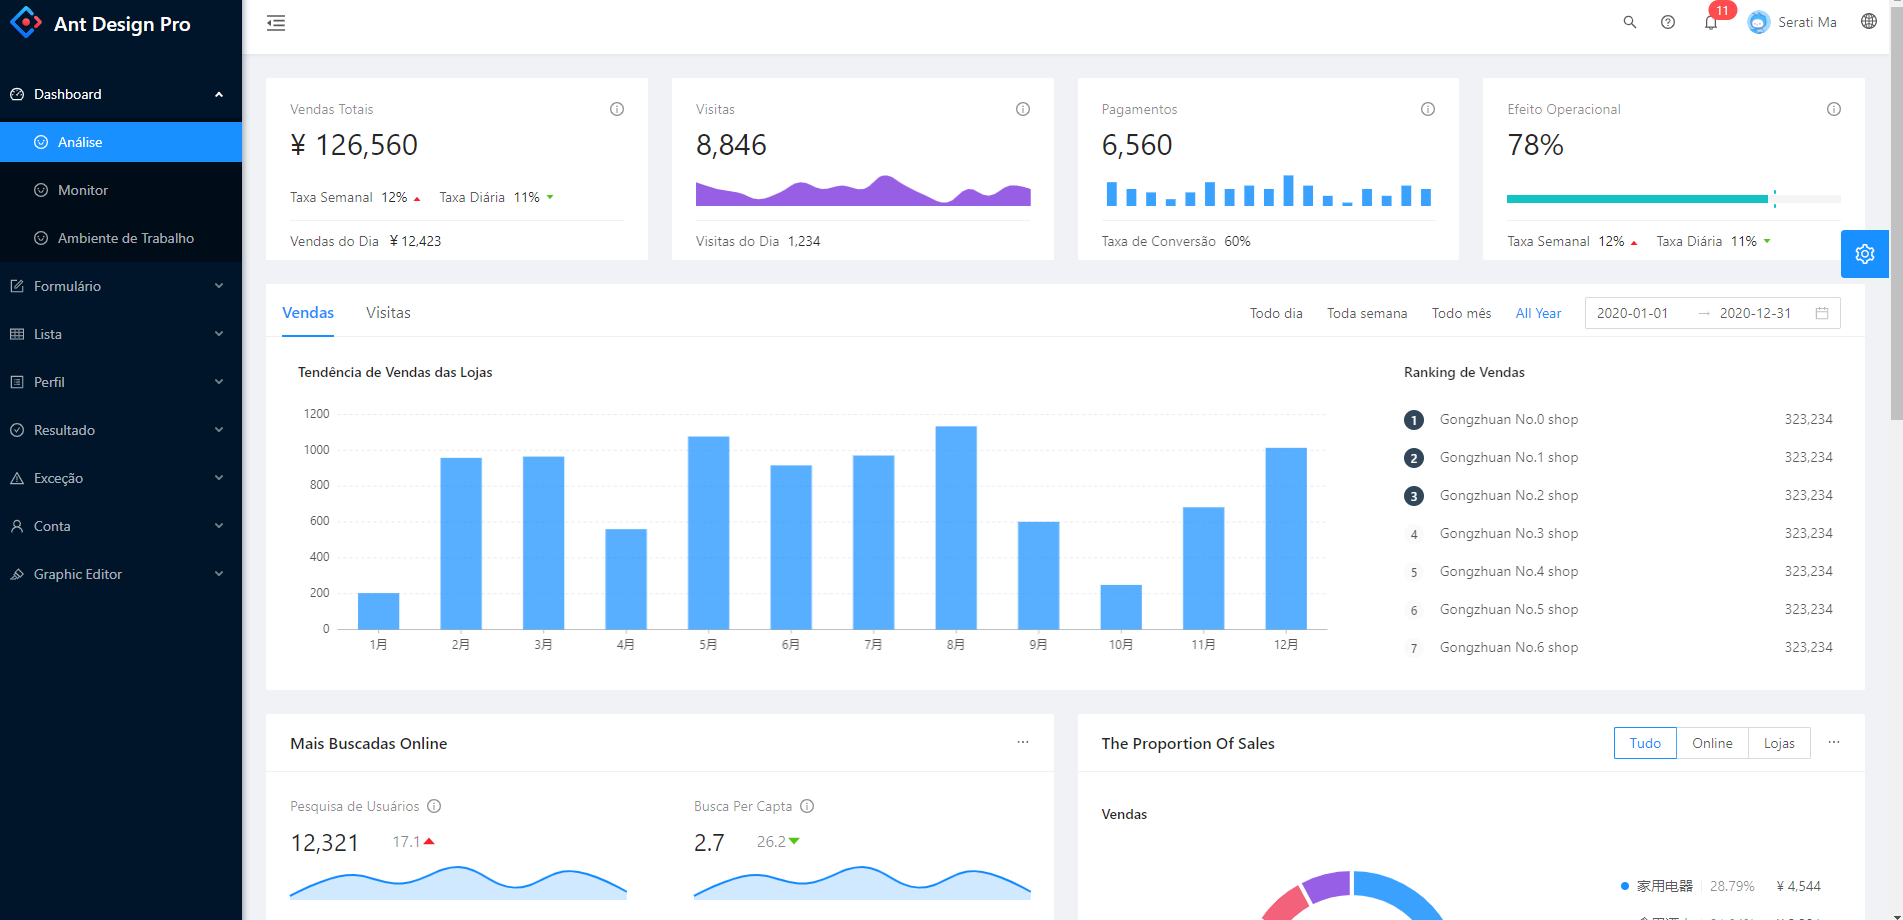 Ant Design Pro
11
Serati Ma
Dashboard
Análise
Monitor
Ambiente de Trabalho
Formulário
Lista
Perfil
Resultado
Exceção
Conta
Graphic Editor
Vendas Totais
¥ 126,560
Taxa Semanal 12% Taxa Diária 11%
Vendas do Dia ¥ 12,423
Visitas
8,846
Visitas do Dia 1,234
Pagamentos
6,560
Taxa de Conversão 60%
Efeito Operacional
78%
Taxa Semanal 12% Taxa Diária 11%
Vendas Visitas
Todo dia Toda semana Todo mês All Year 2020-01-01 → 2020-12-31
Tendência de Vendas das Lojas
1200
1000
800
600
400
200
0
1月 2月 3月 4月 5月 6月 7月 8月 9月 10月 11月 12月
Ranking de Vendas
1 Gongzhuan No.0 shop 323,234
2 Gongzhuan No.1 shop 323,234
3 Gongzhuan No.2 shop 323,234
4 Gongzhuan No.3 shop 323,234
5 Gongzhuan No.4 shop 323,234
6 Gongzhuan No.5 shop 323,234
7 Gongzhuan No.6 shop 323,234
Mais Buscadas Online
Pesquisa de Usuários
12,321 17.1
Busca Per Capta
2.7 26.2
The Proportion Of Sales
Tudo Online Lojas
Vendas
家用电器 28.79% ¥ 4,544